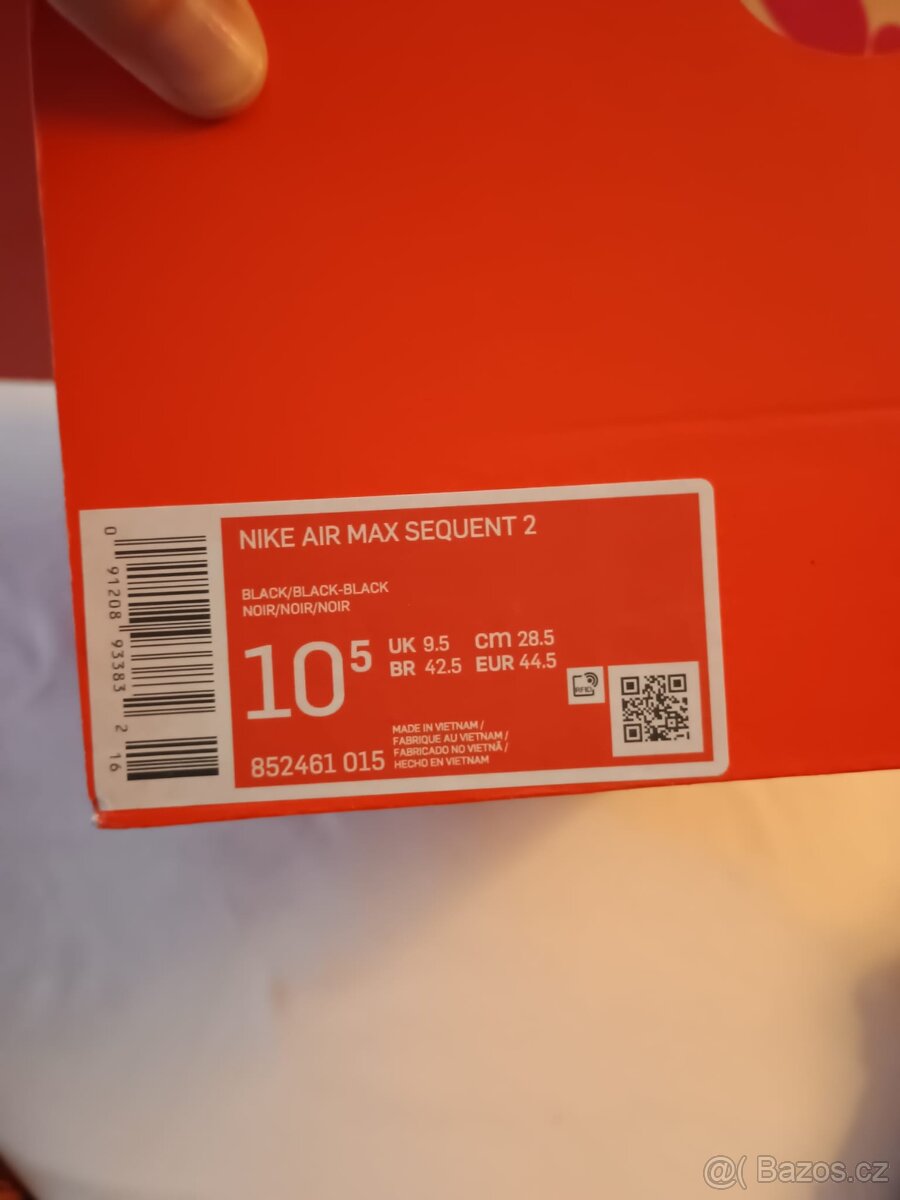 NIKE AIR MAX SEQUENT 2
BLACK/BLACK-BLACK
NOIR/NOIR/NOIR
10 5 UK 9.5 cm 28.5
BR 42.5 EUR 44.5
RFID
852461 015
MADE IN VIETNAM /
FABRIQUE AU VIETNAM /
FABRICADO NO VIETNÃ /
HECHO EN VIETNAM
0 91208 93383 2 16
@( Bazos.cz